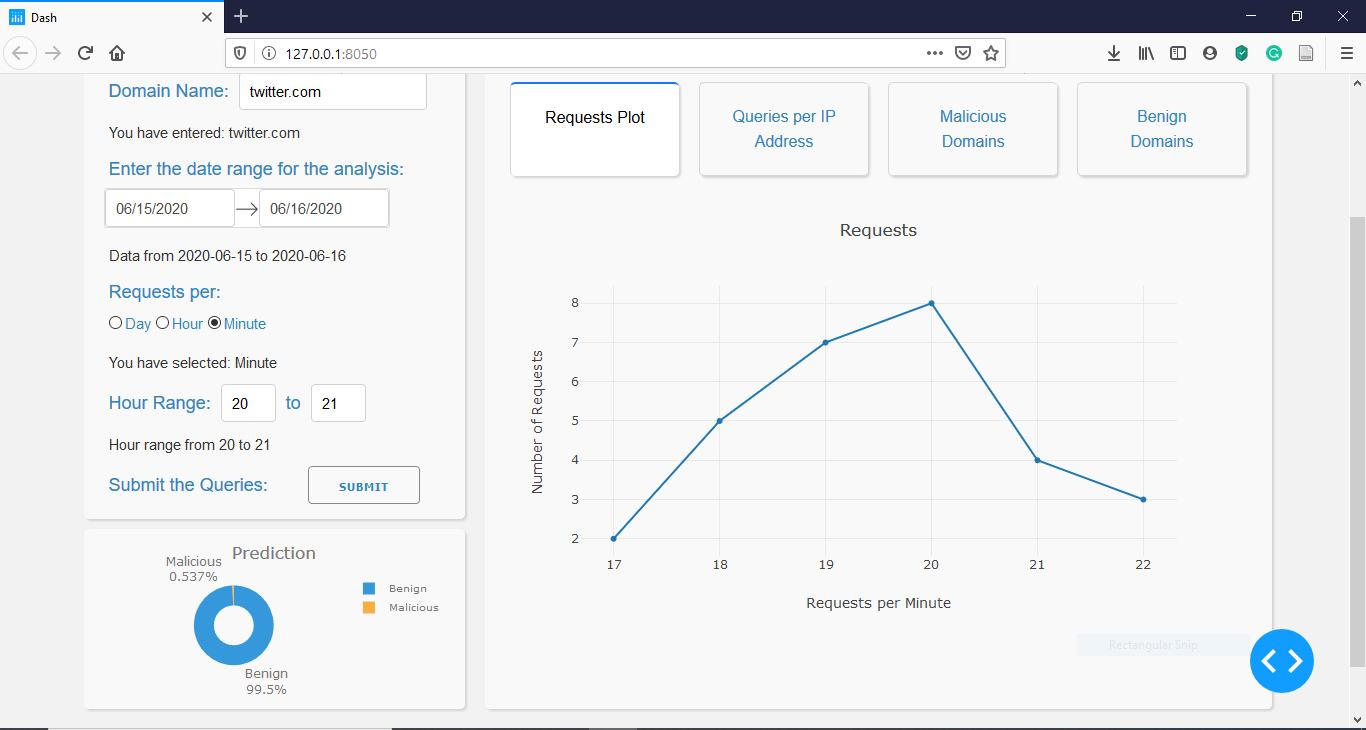 Dash
127.0.0.1:8050
Domain Name: twitter.com
You have entered: twitter.com
Enter the date range for the analysis:
06/15/2020 → 06/16/2020
Data from 2020-06-15 to 2020-06-16
Requests per:
Day Hour Minute
You have selected: Minute
Hour Range: 20 to 21
Hour range from 20 to 21
Submit the Queries: SUBMIT
Prediction
Malicious
0.537%
Benign
Malicious
Benign
99.5%
Requests Plot
Queries per IP
Address
Malicious
Domains
Benign
Domains
Requests
Number of Requests
8
7
6
5
4
3
2
17 18 19 20 21 22
Requests per Minute
Rectangular Snip